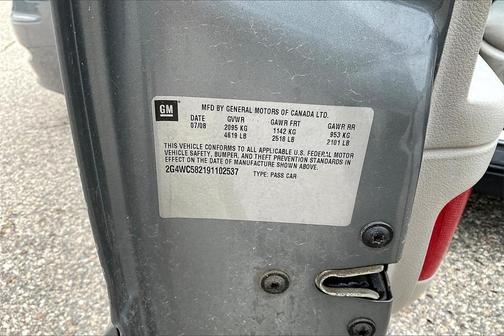 GM
MFD BY GENERAL MOTORS OF CANADA LTD.
DATE GVWR GAWR FRT GAWR RR
07/08 2095 KG 1142 KG 953 KG
4619 LB 2518 LB 2101 LB
THIS VEHICLE CONFORMS TO ALL APPLICABLE U.S. FEDERAL MOTOR
VEHICLE SAFETY, BUMPER, AND THEFT PREVENTION STANDARDS IN
EFFECT ON THE DATE OF MANUFACTURE SHOWN ABOVE.
2G4WC582191102537 TYPE: PASS CAR